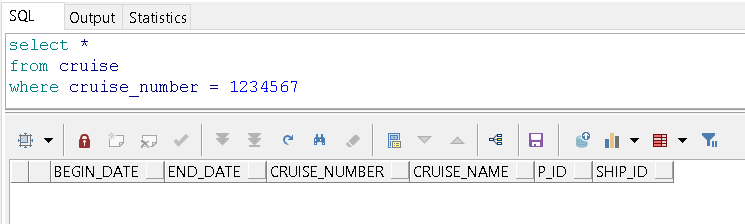 SQL Output Statistics
select *
from cruise
where cruise_number = 1234567
BEGIN_DATE END_DATE CRUISE_NUMBER CRUISE_NAME P_ID SHIP_ID